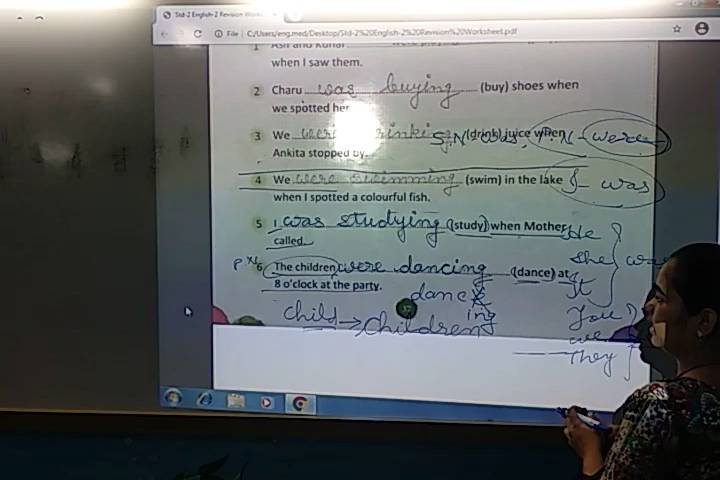 Std-2 English-2 Revision Works
File | C:/Users/eng.med/Desktop/Std-2%20English-2%20Revision%20Worksheet.pdf
when I saw them.
2 Charu was buying (buy) shoes when
we spotted her
3 We were drinking (drink) juice when
Ankita stopped by.
S.N was, P.N - were
4 We were swimming (swim) in the lake
when I spotted a colourful fish.
I - was
5 I was studying (study) when Mother
called.
He
She
It
was
P.N
6 The children were dancing (dance) at
8 o'clock at the party.
dance
ing
child → children
You
we
They